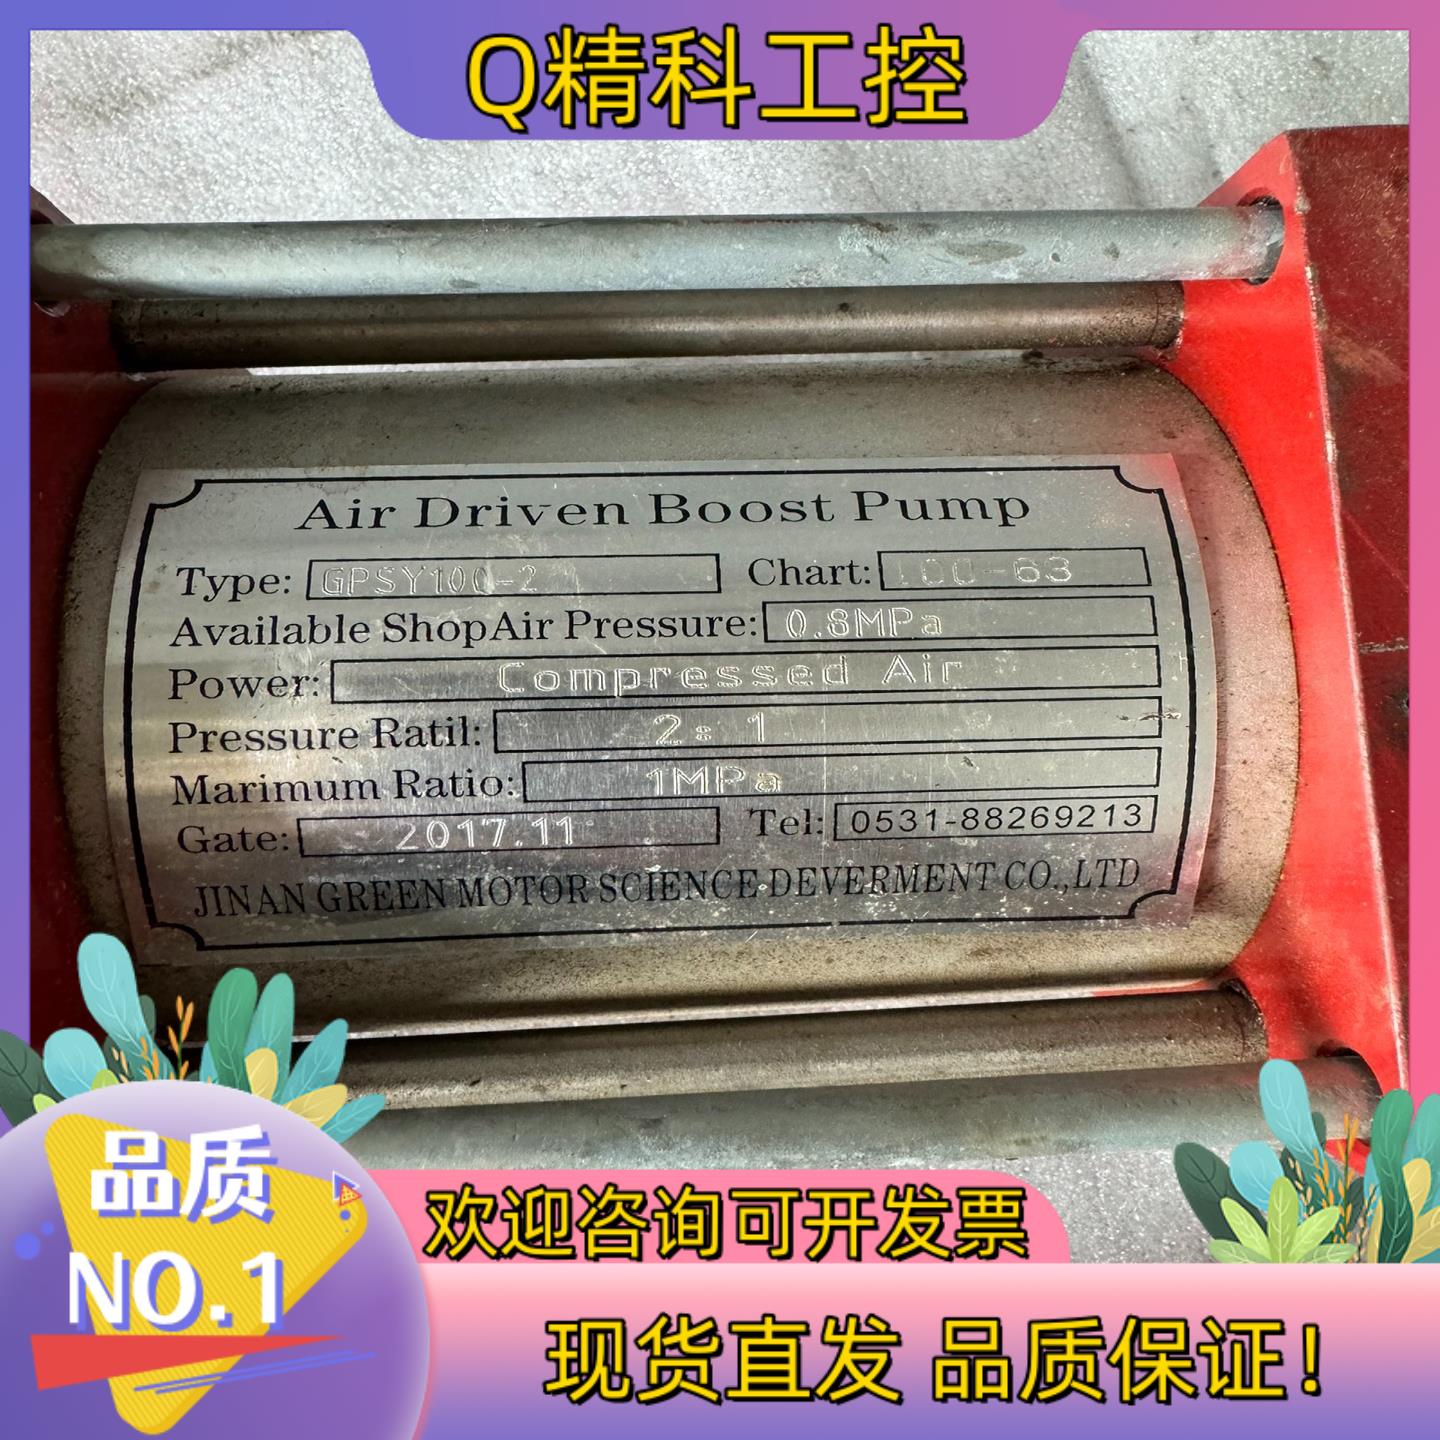 Q精科工控
Air Driven Boost Pump
Type: GPSY100-2
Chart: 100-63
Available ShopAir Pressure: 0.8MPa
Power: Compressed Air
Pressure Ratil: 2:1
Marimum Ratio: 1MPa
Gate: 2017.11
Tel: 0531-88269213
JINAN GREEN MOTOR SCIENCE DEVERMENT CO.,LTD
品质
NO.1
欢迎咨询可开发票
现货直发 品质保证！